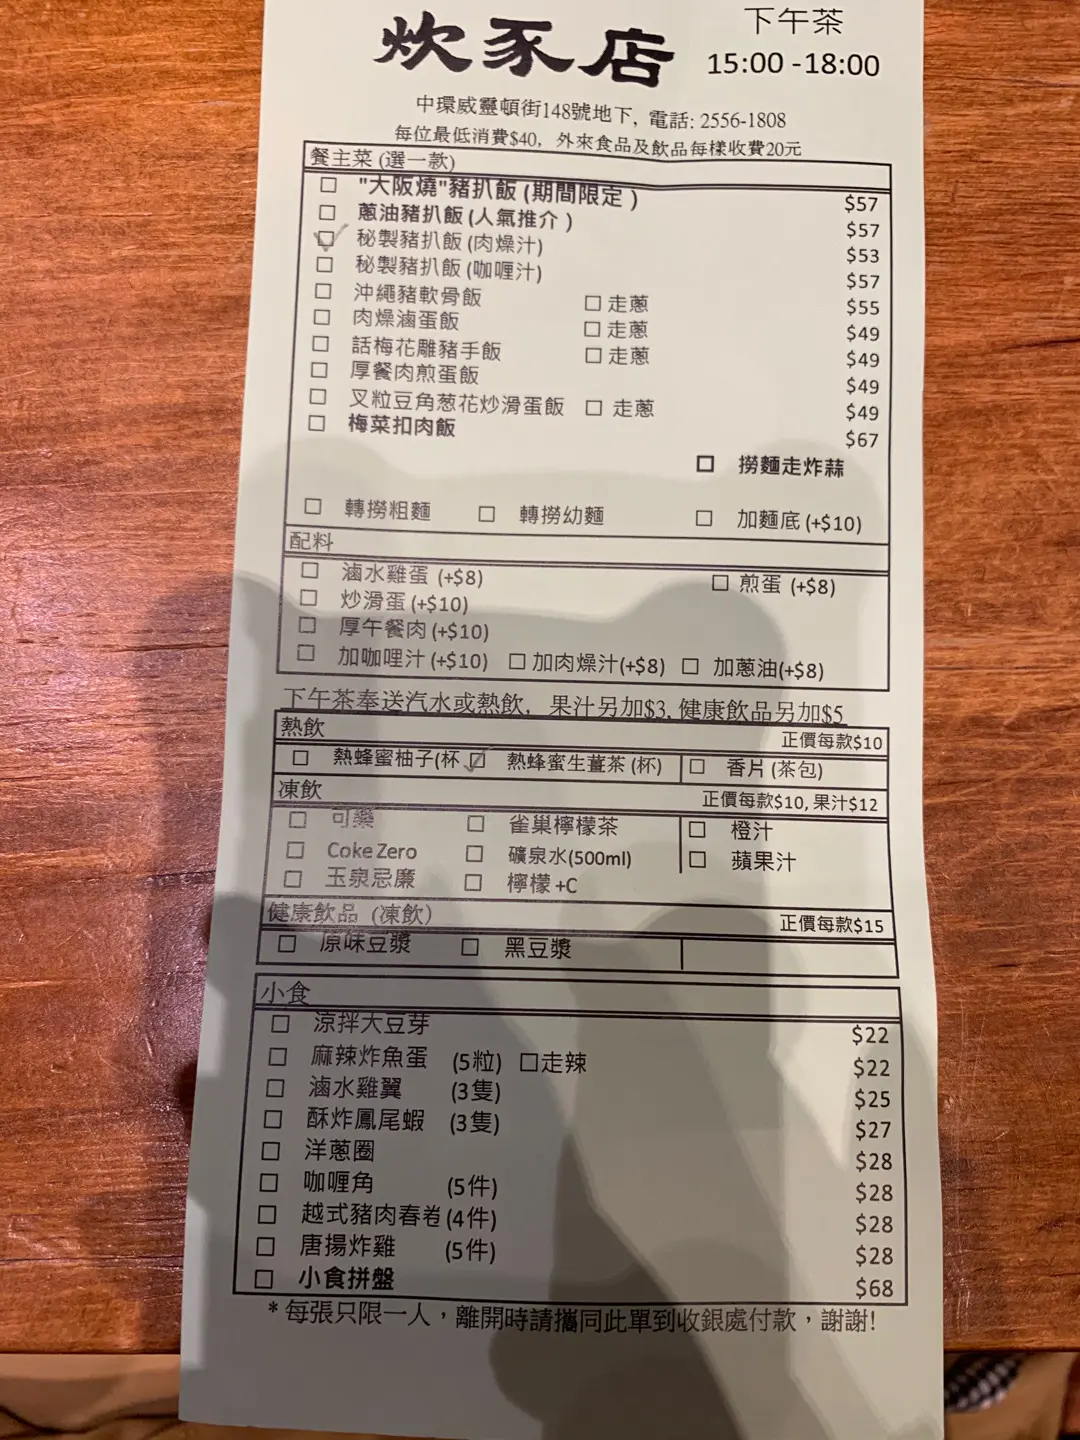 炊豕店
下午茶
15:00 -18:00
中環威靈頓街148號地下, 電話: 2556-1808
每位最低消費$40, 外來食品及飲品每樣收費20元
餐主菜 (選一款)
☐ "大阪燒"豬扒飯 (期間限定 ) $57
☐ 蔥油豬扒飯 (人氣推介 ) $57
☑ 秘製豬扒飯 (肉燥汁) $53
☐ 秘製豬扒飯 (咖喱汁) $57
☐ 沖繩豬軟骨飯 ☐ 走蔥 $55
☐ 肉燥滷蛋飯 ☐ 走蔥 $49
☐ 話梅花雕豬手飯 ☐ 走蔥 $49
☐ 厚餐肉煎蛋飯 $49
☐ 叉粒豆角葱花炒滑蛋飯 ☐ 走蔥 $49
☐ 梅菜扣肉飯 $67
☐ 撈麵走炸蒜
☐ 轉撈粗麵 ☐ 轉撈幼麵 ☐ 加麵底 (+$10)
配料
☐ 滷水雞蛋 (+$8) ☐ 煎蛋 (+$8)
☐ 炒滑蛋 (+$10)
☐ 厚午餐肉 (+$10)
☐ 加咖哩汁 (+$10) ☐ 加肉燥汁(+$8) ☐ 加蔥油(+$8)
下午茶奉送汽水或熱飲, 果汁另加$3, 健康飲品另加$5
熱飲 正價每款$10
☐ 熱蜂蜜柚子(杯 ☑ 熱蜂蜜生薑茶 (杯) ☐ 香片 (茶包)
凍飲 正價每款$10, 果汁$12
☐ 可樂 ☐ 雀巢檸檬茶 ☐ 橙汁
☐ Coke Zero ☐ 礦泉水(500ml) ☐ 蘋果汁
☐ 玉泉忌廉 ☐ 檸檬 +C
健康飲品 (凍飲) 正價每款$15
☐ 原味豆漿 ☐ 黑豆漿
小食
☐ 涼拌大豆芽 $22
☐ 麻辣炸魚蛋 (5粒) ☐走辣 $22
☐ 滷水雞翼 (3隻) $25
☐ 酥炸鳳尾蝦 (3隻) $27
☐ 洋蔥圈 $28
☐ 咖喱角 (5件) $28
☐ 越式豬肉春卷 (4件) $28
☐ 唐揚炸雞 (5件) $28
☐ 小食拼盤 $68
* 每張只限一人，離開時請攜同此單到收銀處付款，謝謝!